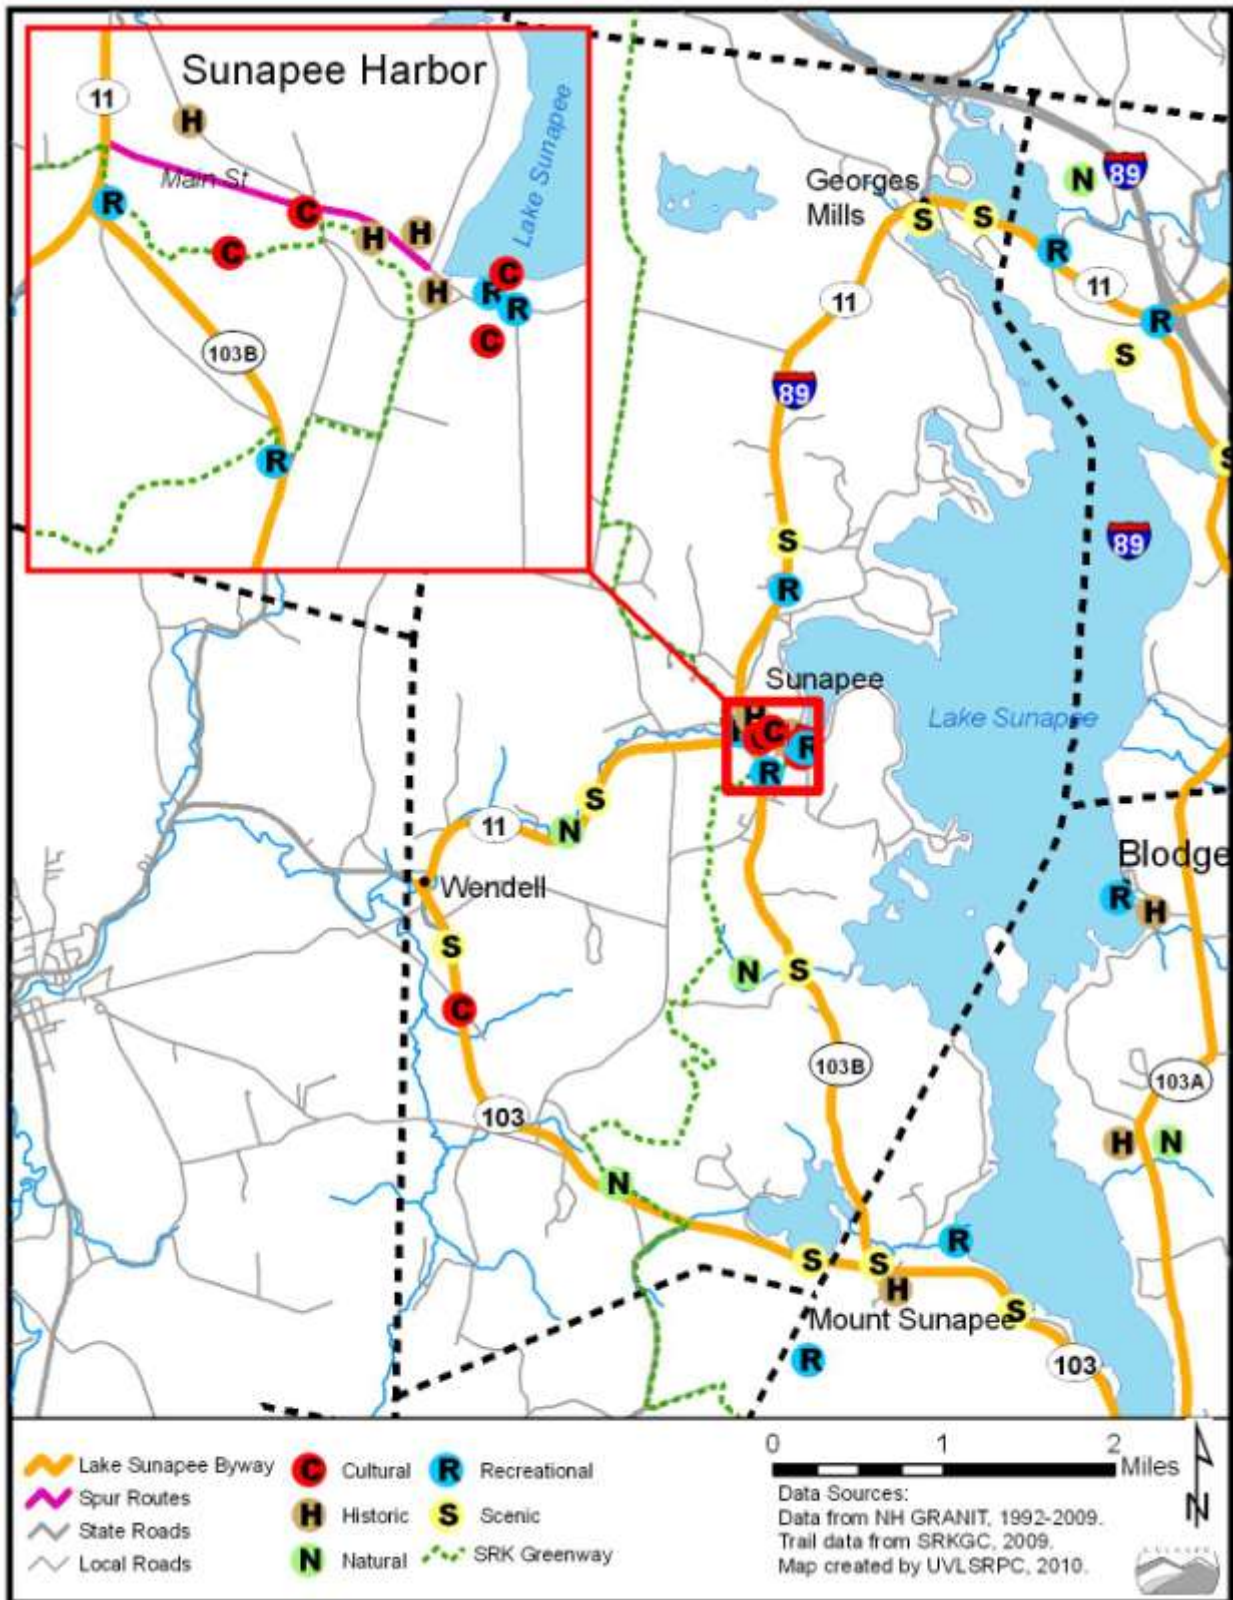 Sunapee Harbor
11
H
Main St
Lake Sunapee
R
C
C
H
H
H
C
R
R
C
103B
R
Georges
Mills
N
89
S
S
R
11
11
R
S
89
S
S
89
R
Sunapee
Lake Sunapee
H
C
R
R
S
N
11
Wendell
Blodge
R
H
S
N
S
C
103B
103A
103
H
N
N
R
S
S
H
Mount Sunapee
S
R
103
Lake Sunapee Byway
Spur Routes
State Roads
Local Roads
C Cultural
H Historic
N Natural
R Recreational
S Scenic
SRK Greenway
0 1 2
Miles
Data Sources:
Data from NH GRANIT, 1992-2009.
Trail data from SRKGC, 2009.
Map created by UVLSRPC, 2010.
N